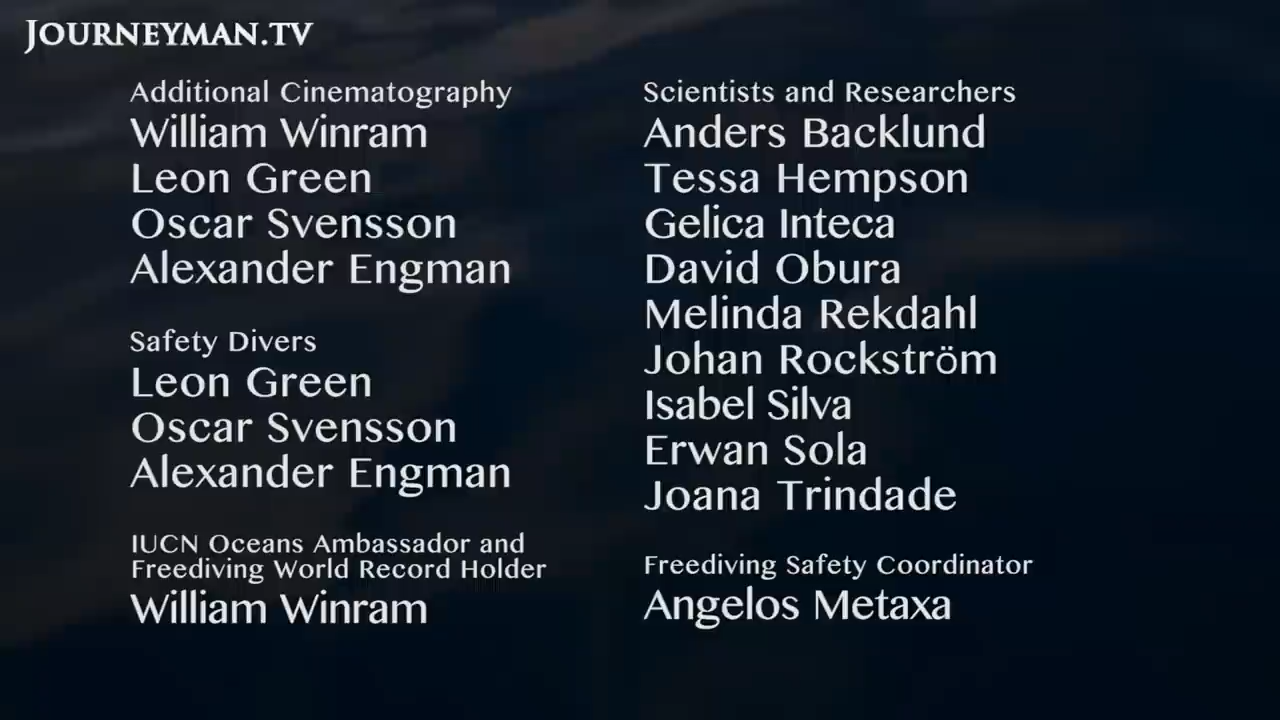 JOURNEYMAN.TV
Additional Cinematography
William Winram
Leon Green
Oscar Svensson
Alexander Engman
Safety Divers
Leon Green
Oscar Svensson
Alexander Engman
IUCN Oceans Ambassador and
Freediving World Record Holder
William Winram
Scientists and Researchers
Anders Backlund
Tessa Hempson
Gelica Inteca
David Obura
Melinda Rekdahl
Johan Rockström
Isabel Silva
Erwan Sola
Joana Trindade
Freediving Safety Coordinator
Angelos Metaxa